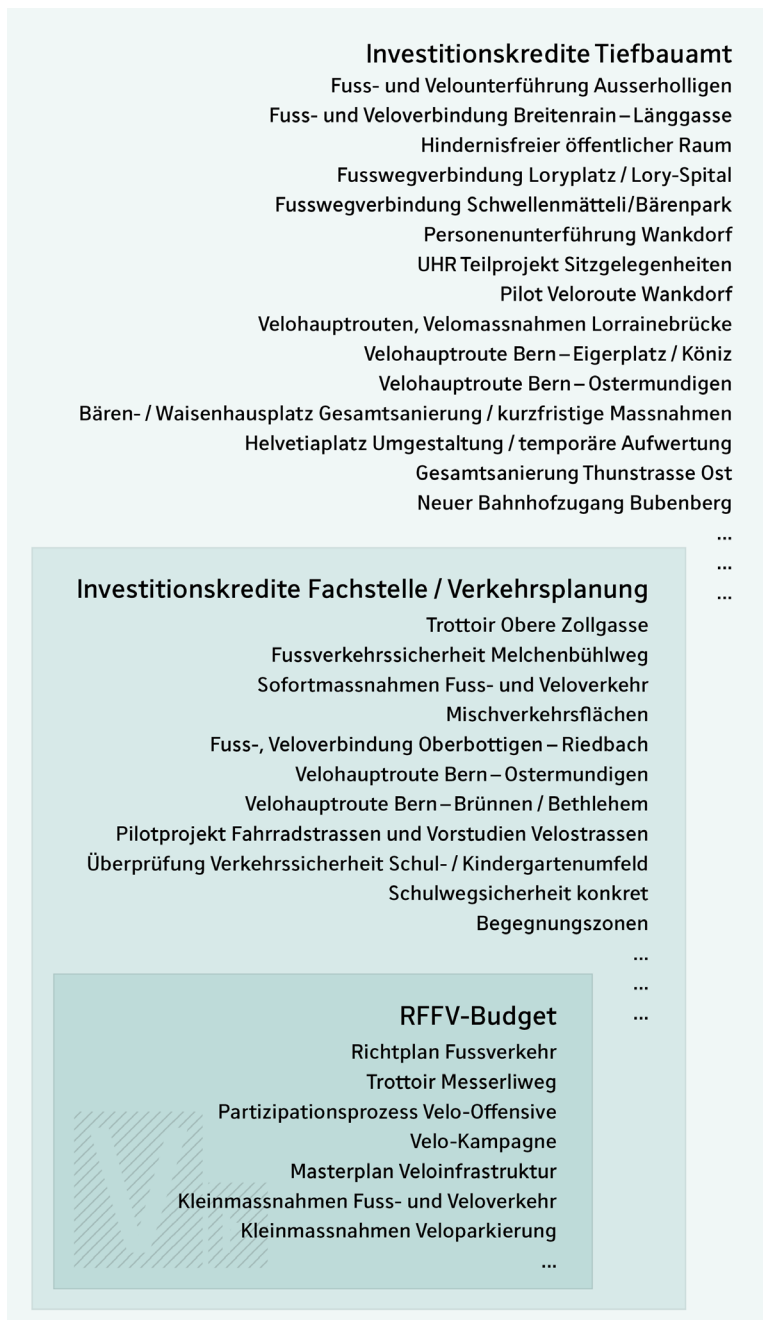 Investitionskredite Tiefbauamt
Fuss- und Velounterführung Ausserholligen
Fuss- und Veloverbindung Breitenrain – Länggasse
Hindernisfreier öffentlicher Raum
Fusswegverbindung Loryplatz / Lory-Spital
Fusswegverbindung Schwellenmätteli/Bärenpark
Personenunterführung Wankdorf
UHR Teilprojekt Sitzgelegenheiten
Pilot Veloroute Wankdorf
Velohauptrouten, Velomassnahmen Lorrainebrücke
Velohauptroute Bern – Eigerplatz / Köniz
Velohauptroute Bern – Ostermundigen
Bären- / Waisenhausplatz Gesamtsanierung / kurzfristige Massnahmen
Helvetiaplatz Umgestaltung / temporäre Aufwertung
Gesamtsanierung Thunstrasse Ost
Neuer Bahnhofzugang Bubenberg
...
...
...
Investitionskredite Fachstelle / Verkehrsplanung
Trottoir Obere Zollgasse
Fussverkehrssicherheit Melchenbühlweg
Sofortmassnahmen Fuss- und Veloverkehr
Mischverkehrsflächen
Fuss-, Veloverbindung Oberbottigen – Riedbach
Velohauptroute Bern – Ostermundigen
Velohauptroute Bern – Brünnen / Bethlehem
Pilotprojekt Fahrradstrassen und Vorstudien Velostrassen
Überprüfung Verkehrssicherheit Schul- / Kindergartenumfeld
Schulwegsicherheit konkret
Begegnungszonen
...
...
...
RFFV-Budget
Richtplan Fussverkehr
Trottoir Messerliweg
Partizipationsprozess Velo-Offensive
Velo-Kampagne
Masterplan Veloinfrastruktur
Kleinmassnahmen Fuss- und Veloverkehr
Kleinmassnahmen Veloparkierung
...